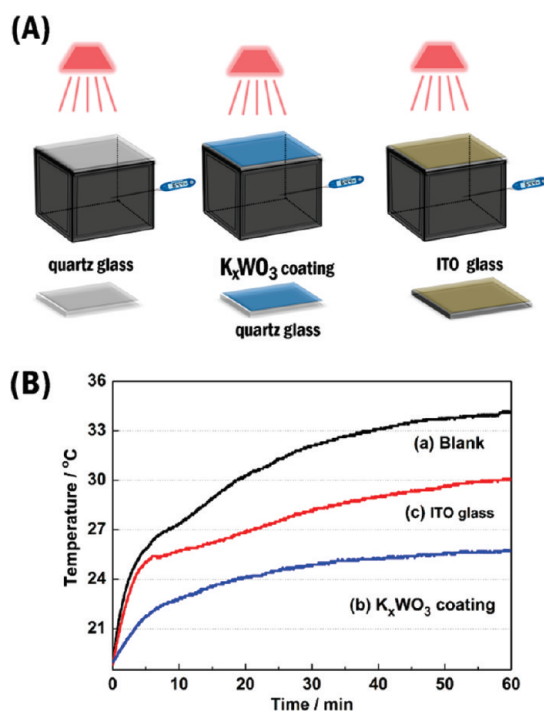 (A)
quartz glass
KxWO3 coating
ITO glass
quartz glass
(B)
Temperature / °C
36
33
30
27
24
21
(a) Blank
(c) ITO glass
(b) KxWO3 coating
0 10 20 30 40 50 60
Time / min